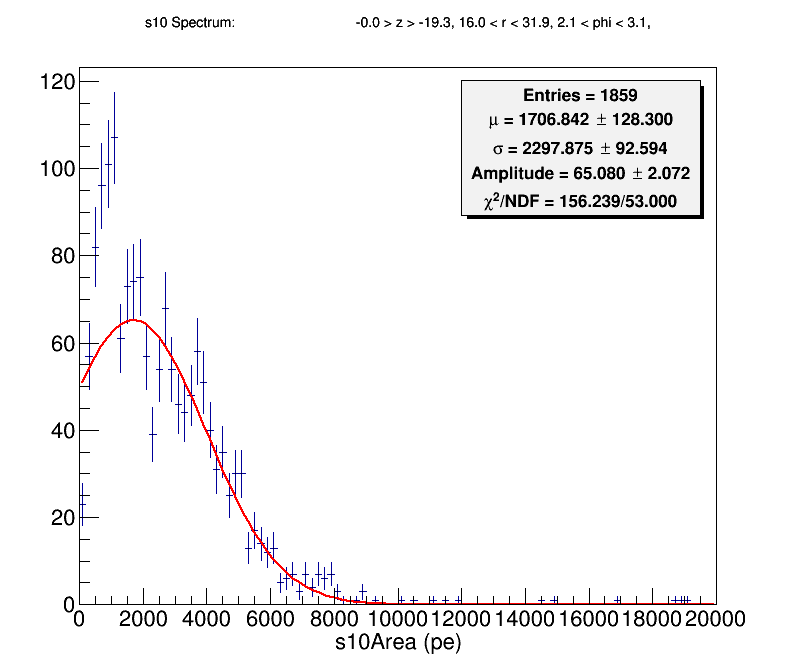 s10 Spectrum: -0.0 > z > -19.3, 16.0 < r < 31.9, 2.1 < phi < 3.1,
Entries = 1859
μ = 1706.842 ± 128.300
σ = 2297.875 ± 92.594
Amplitude = 65.080 ± 2.072
χ²/NDF = 156.239/53.000
120
100
80
60
40
20
0
0 2000 4000 6000 8000 10000 12000 14000 16000 18000 20000
s10Area (pe)